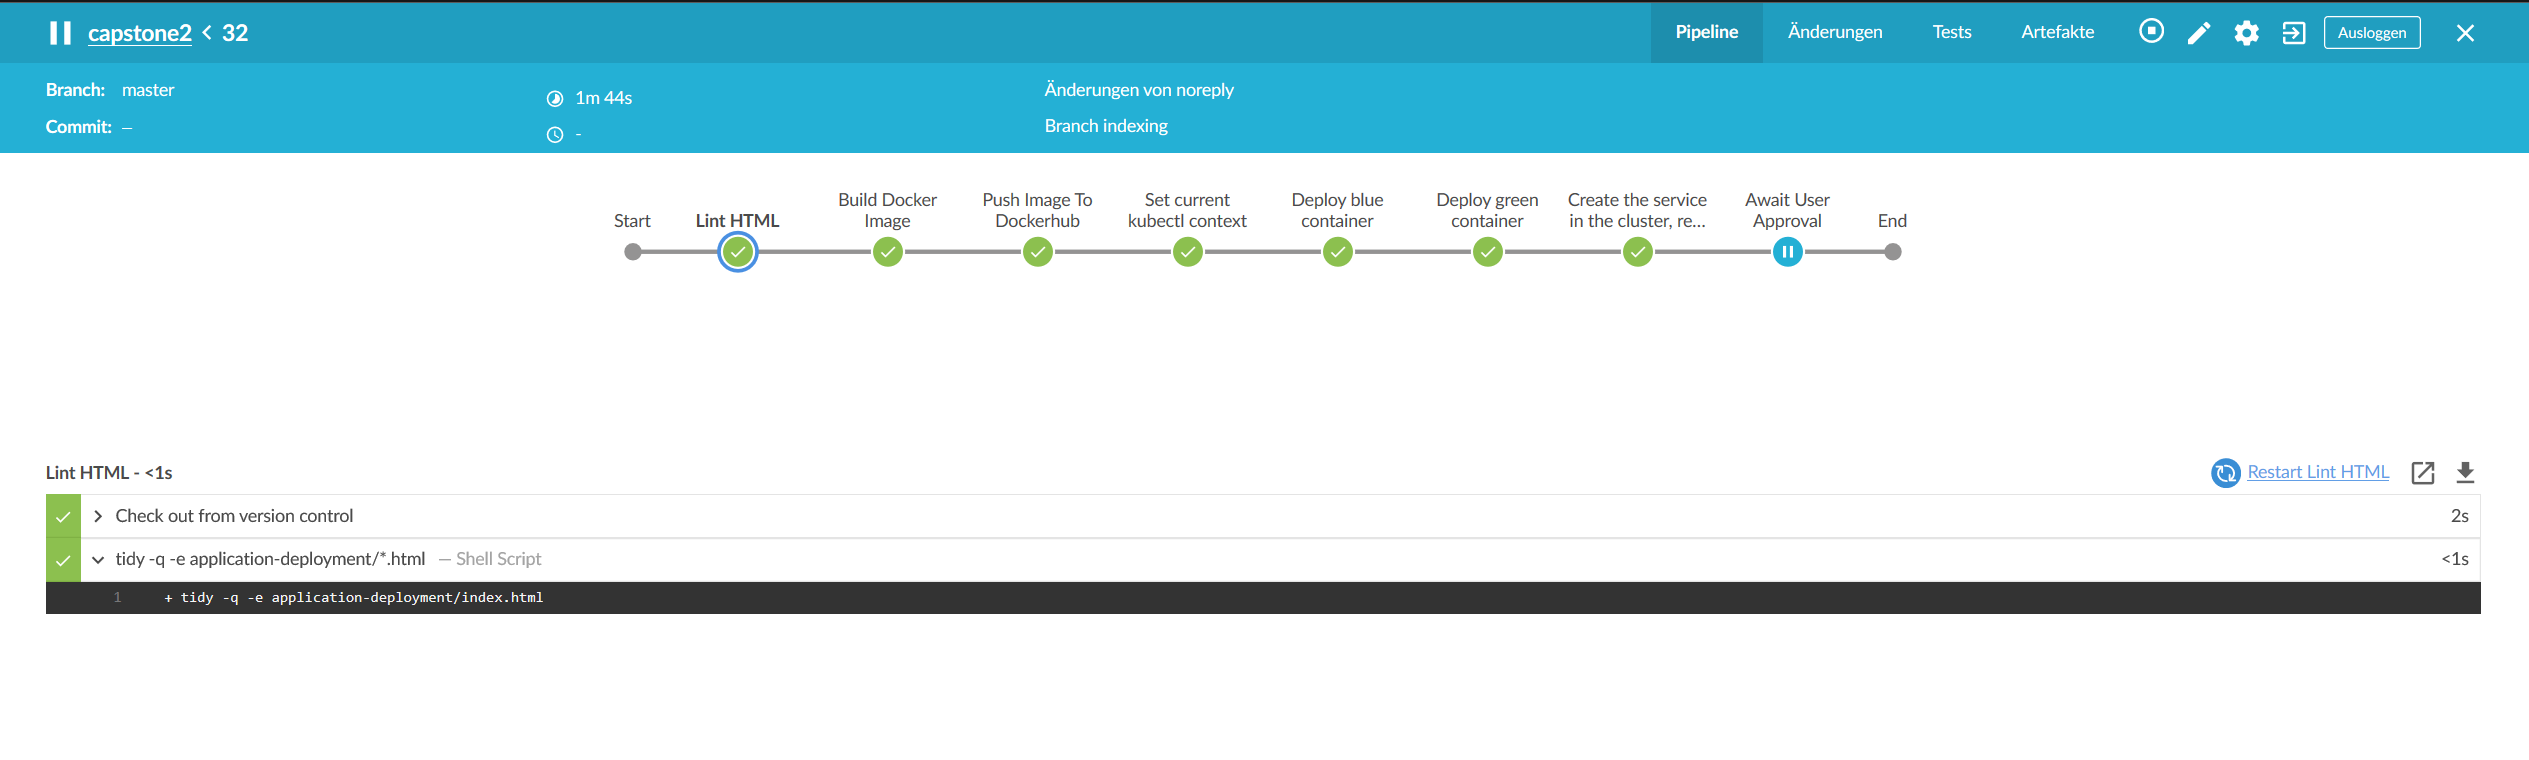 capstone2 < 32
Pipeline
Änderungen
Tests
Artefakte
Ausloggen
Branch: master
1m 44s
Änderungen von noreply
Commit: –
-
Branch indexing
Start
Lint HTML
Build Docker
Image
Push Image To
Dockerhub
Set current
kubectl context
Deploy blue
container
Deploy green
container
Create the service
in the cluster, re...
Await User
Approval
End
Lint HTML - <1s
Restart Lint HTML
Check out from version control
2s
tidy -q -e application-deployment/*.html — Shell Script
<1s
1 + tidy -q -e application-deployment/index.html